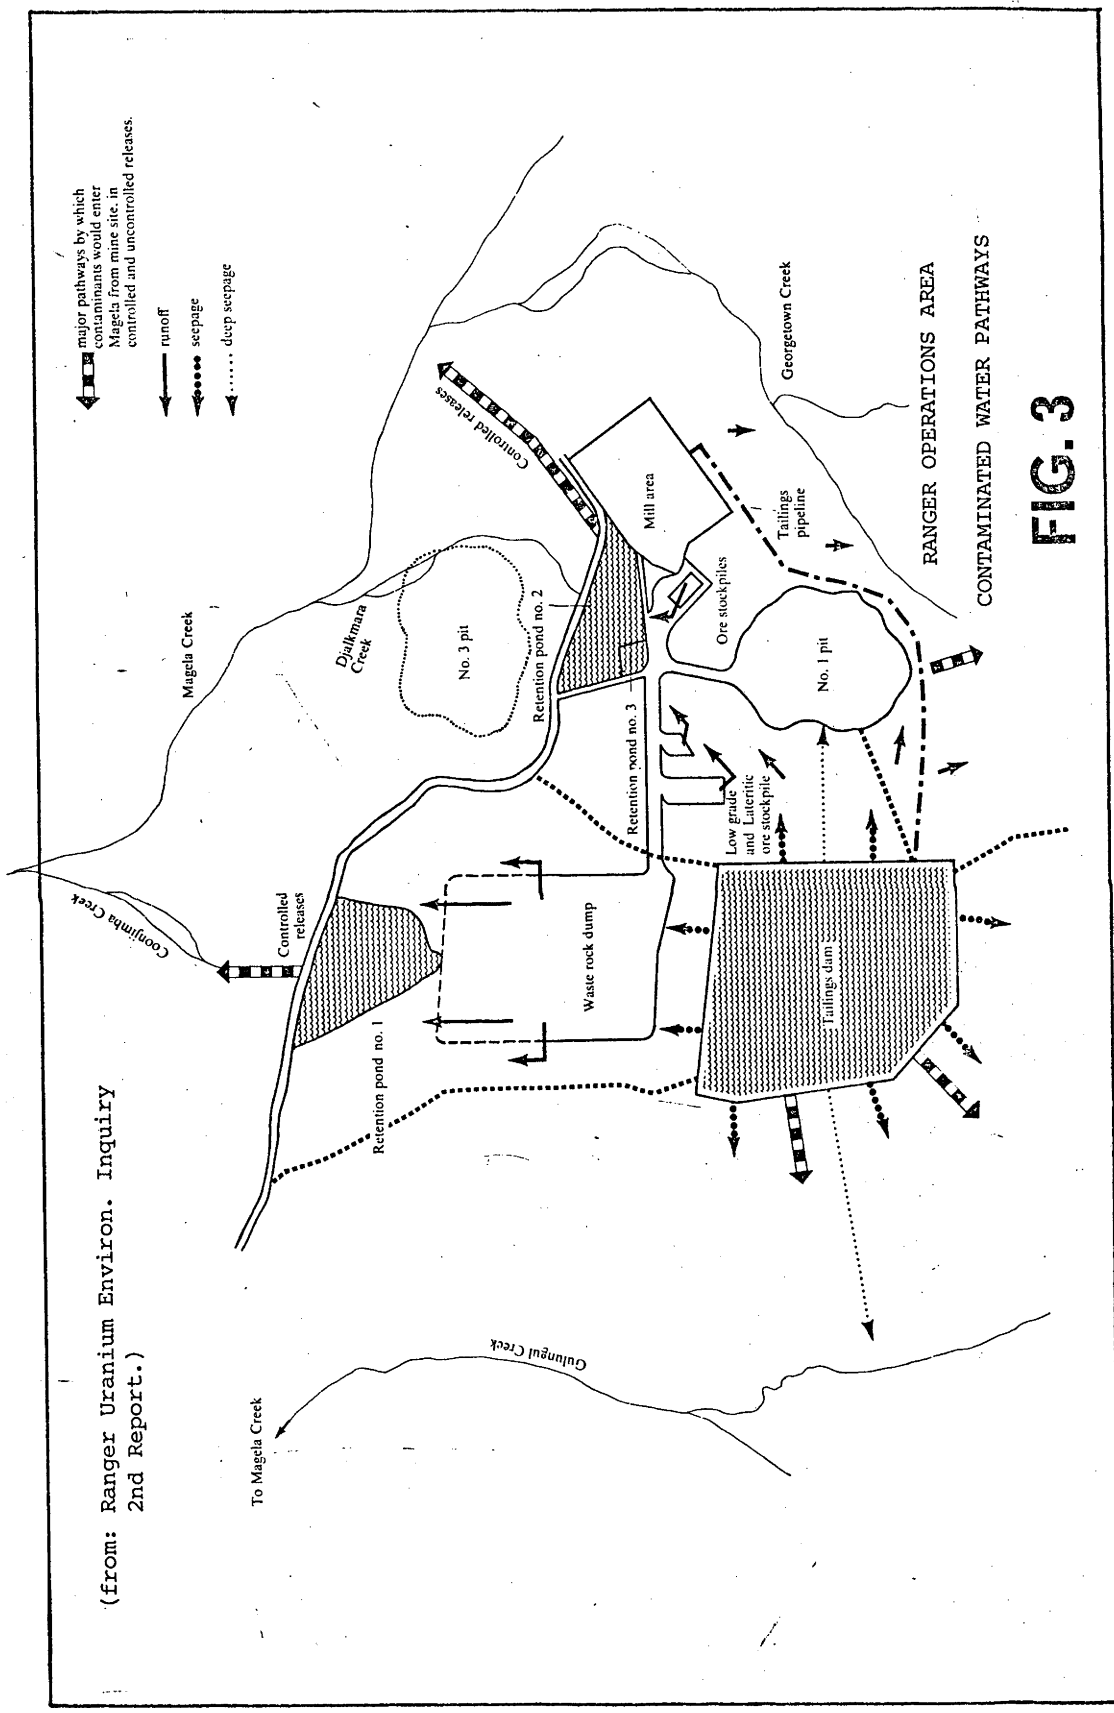 (from: Ranger Uranium Environ. Inquiry
2nd Report.)
major pathways by which
contaminants would enter
Magela from mine site. in
controlled and uncontrolled releases.
runoff
seepage
deep seepage
To Magela Creek
Gulungul Creek
Coonjimba Creek
Magela Creek
Controlled
releases
Retention pond no. 1
Djalkmara
Creek
No. 3 pit
Controlled releases
Retention pond no. 2
Waste rock dump
Retention pond no. 3
Mill area
Ore stockpiles
Low grade
and Lateritic
ore stockpile
Tailings
pipeline
Georgetown Creek
Tailings dam
No. 1 pit
RANGER OPERATIONS AREA
CONTAMINATED WATER PATHWAYS
FIG. 3